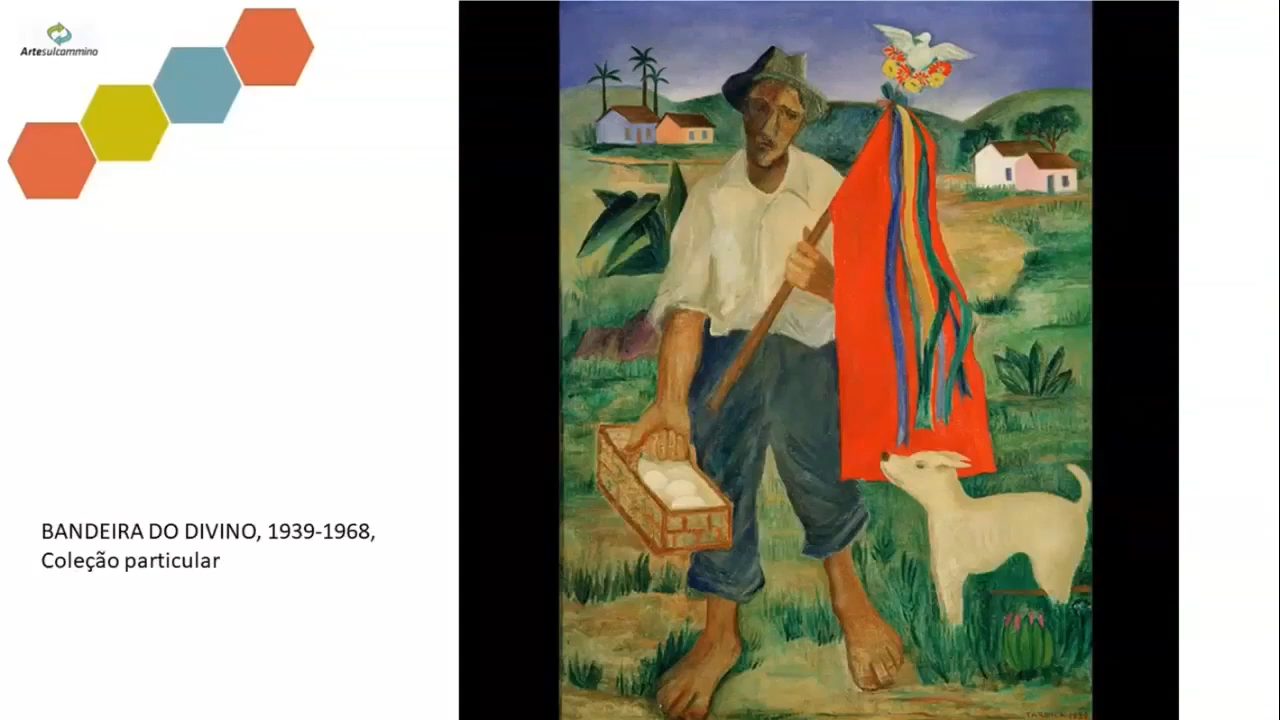 Artesulcammino
BANDEIRA DO DIVINO, 1939-1968,
Coleção particular